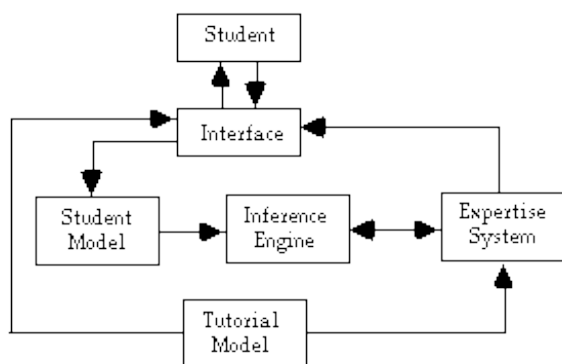 Student
Interface
Student
Model
Inference
Engine
Expertise
System
Tutorial
Model